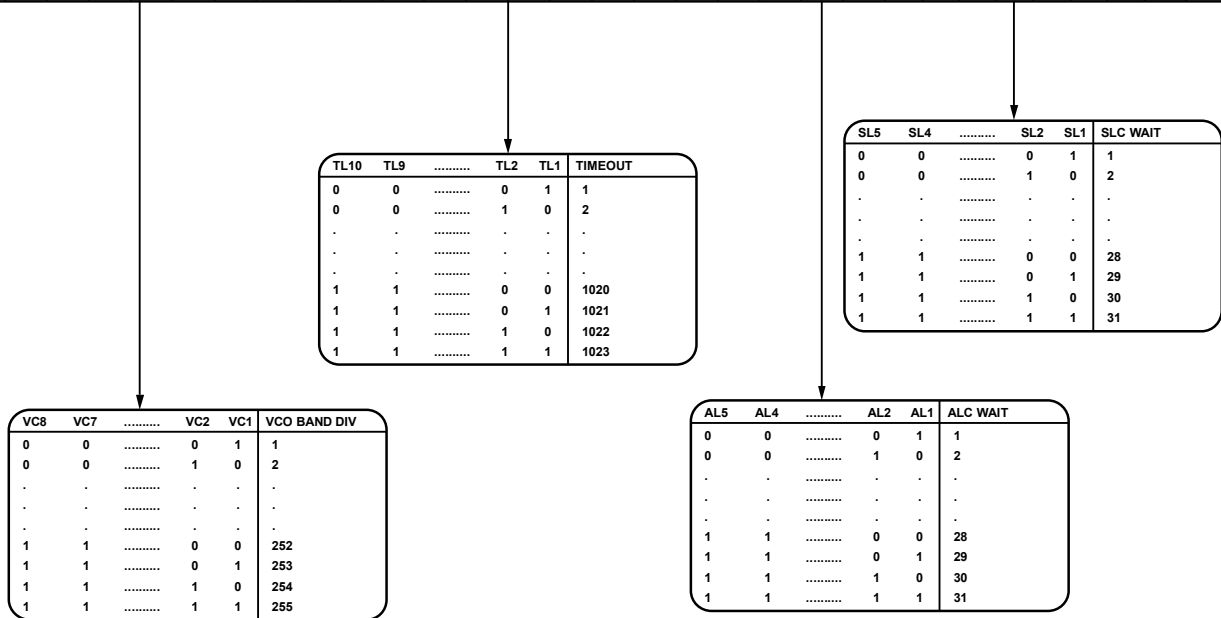 SL5 SL4 .......... SL2 SL1 SLC WAIT
0 0 .......... 0 1 1
0 0 .......... 1 0 2
. . .......... . . .
. . .......... . . .
. . .......... . . .
1 1 .......... 0 0 28
1 1 .......... 0 1 29
1 1 .......... 1 0 30
1 1 .......... 1 1 31
TL10 TL9 .......... TL2 TL1 TIMEOUT
0 0 .......... 0 1 1
0 0 .......... 1 0 2
. . .......... . . .
. . .......... . . .
. . .......... . . .
1 1 .......... 0 0 1020
1 1 .......... 0 1 1021
1 1 .......... 1 0 1022
1 1 .......... 1 1 1023
VC8 VC7 .......... VC2 VC1 VCO BAND DIV
0 0 .......... 0 1 1
0 0 .......... 1 0 2
. . .......... . . .
. . .......... . . .
. . .......... . . .
1 1 .......... 0 0 252
1 1 .......... 0 1 253
1 1 .......... 1 0 254
1 1 .......... 1 1 255
AL5 AL4 .......... AL2 AL1 ALC WAIT
0 0 .......... 0 1 1
0 0 .......... 1 0 2
. . .......... . . .
. . .......... . . .
. . .......... . . .
1 1 .......... 0 0 28
1 1 .......... 0 1 29
1 1 .......... 1 0 30
1 1 .......... 1 1 31